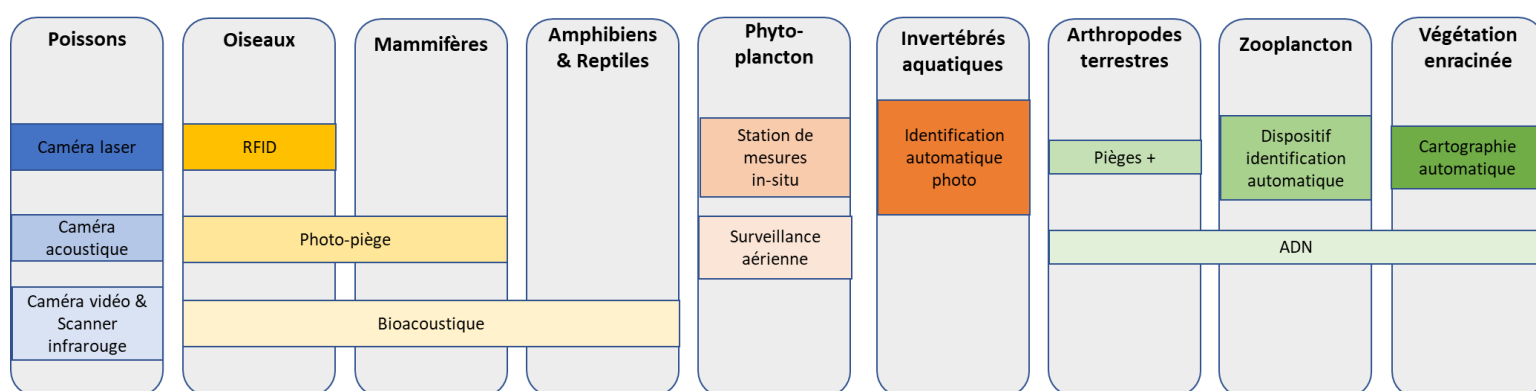 Poissons
Oiseaux
Mammifères
Amphibiens
& Reptiles
Phyto-
plancton
Invertébrés
aquatiques
Arthropodes
terrestres
Zooplancton
Végétation
enracinée
Caméra laser
RFID
Station de
mesures
in-situ
Identification
automatique
photo
Pièges +
Dispositif
identification
automatique
Cartographie
automatique
Caméra
acoustique
Photo-piège
Surveillance
aérienne
ADN
Caméra vidéo &
Scanner
infrarouge
Bioacoustique